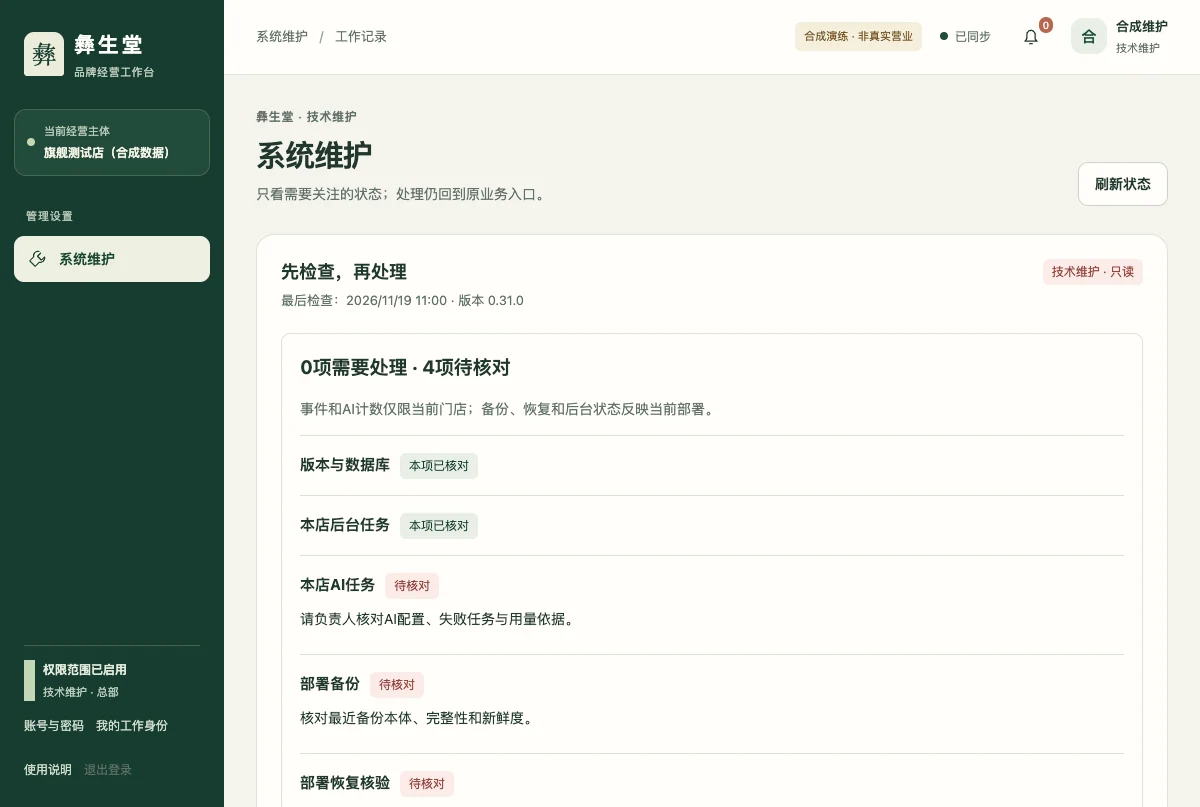 彝
彝生堂
品牌经营工作台
当前经营主体
旗舰测试店（合成数据）
管理设置
系统维护
权限范围已启用
技术维护 · 总部
账号与密码 我的工作身份
使用说明 退出登录
系统维护 / 工作记录
合成演练 · 非真实营业
已同步
0
合
合成维护
技术维护
彝生堂 · 技术维护
系统维护
只看需要关注的状态；处理仍回到原业务入口。
刷新状态
先检查，再处理
技术维护 · 只读
最后检查：2026/11/19 11:00 · 版本 0.31.0
0项需要处理 · 4项待核对
事件和AI计数仅限当前门店；备份、恢复和后台状态反映当前部署。
版本与数据库 本项已核对
本店后台任务 本项已核对
本店AI任务 待核对
请负责人核对AI配置、失败任务与用量依据。
部署备份 待核对
核对最近备份本体、完整性和新鲜度。
部署恢复核验 待核对